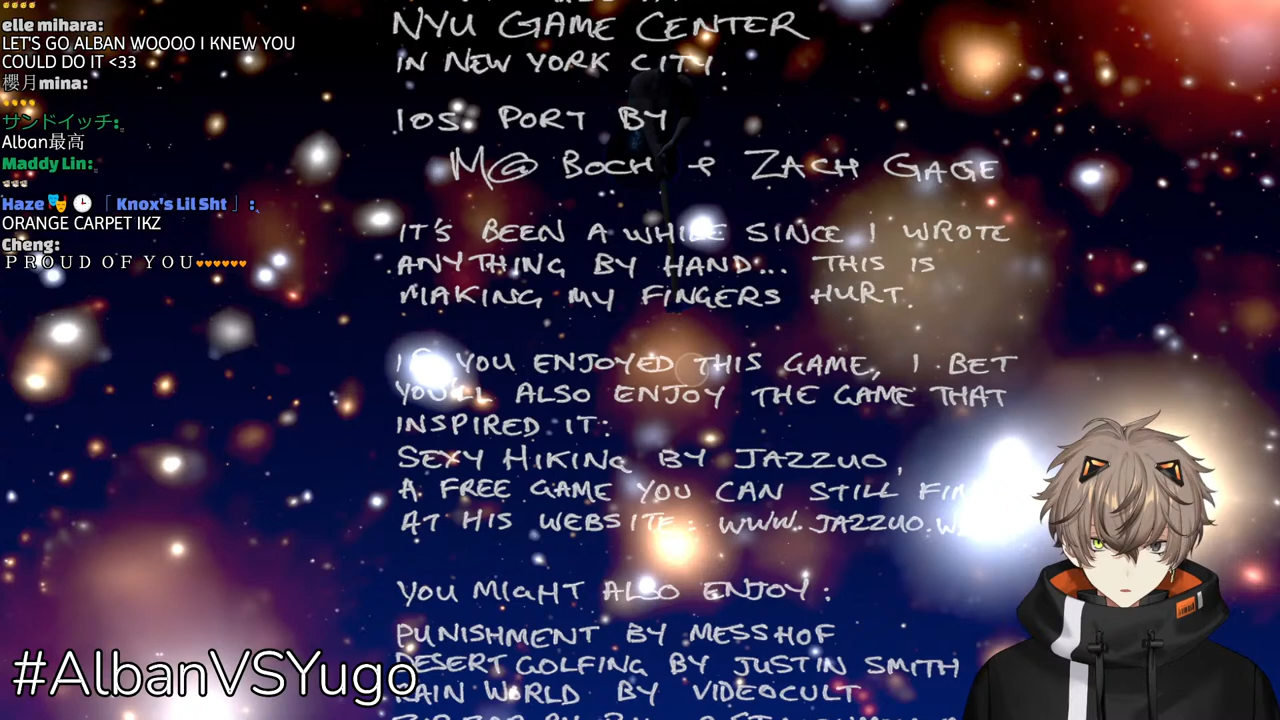 elle mihara:
LET'S GO ALBAN WOOOO I KNEW YOU
COULD DO IT <33
櫻月mina:
サンドイッチ:
Alban最高
Maddy Lin:
Haze 🎭 🕒 「 Knox's Lil Sht 」 :
ORANGE CARPET IKZ
Cheng:
ＰＲＯＵＤ ＯＦ ＹＯＵ🧡🧡🧡🧡🧡🧡
NYU GAME CENTER
IN NEW YORK CITY.
IOS PORT BY
M@ BOCH + ZACH GAGE
IT'S BEEN A WHILE SINCE I WROTE
ANYTHING BY HAND... THIS IS
MAKING MY FINGERS HURT.
IF YOU ENJOYED THIS GAME, I BET
YOU'LL ALSO ENJOY THE GAME THAT
INSPIRED IT:
SEXY HIKING BY JAZZUO,
A FREE GAME YOU CAN STILL
AT HIS WEBSITE: WWW.JAZZUO.
YOU MIGHT ALSO ENJOY:
PUNISHMENT BY MESSHOF
DESERT GOLFING BY JUSTIN SMITH
RAIN WORLD BY VIDEOCULT
#AlbanVSYugo